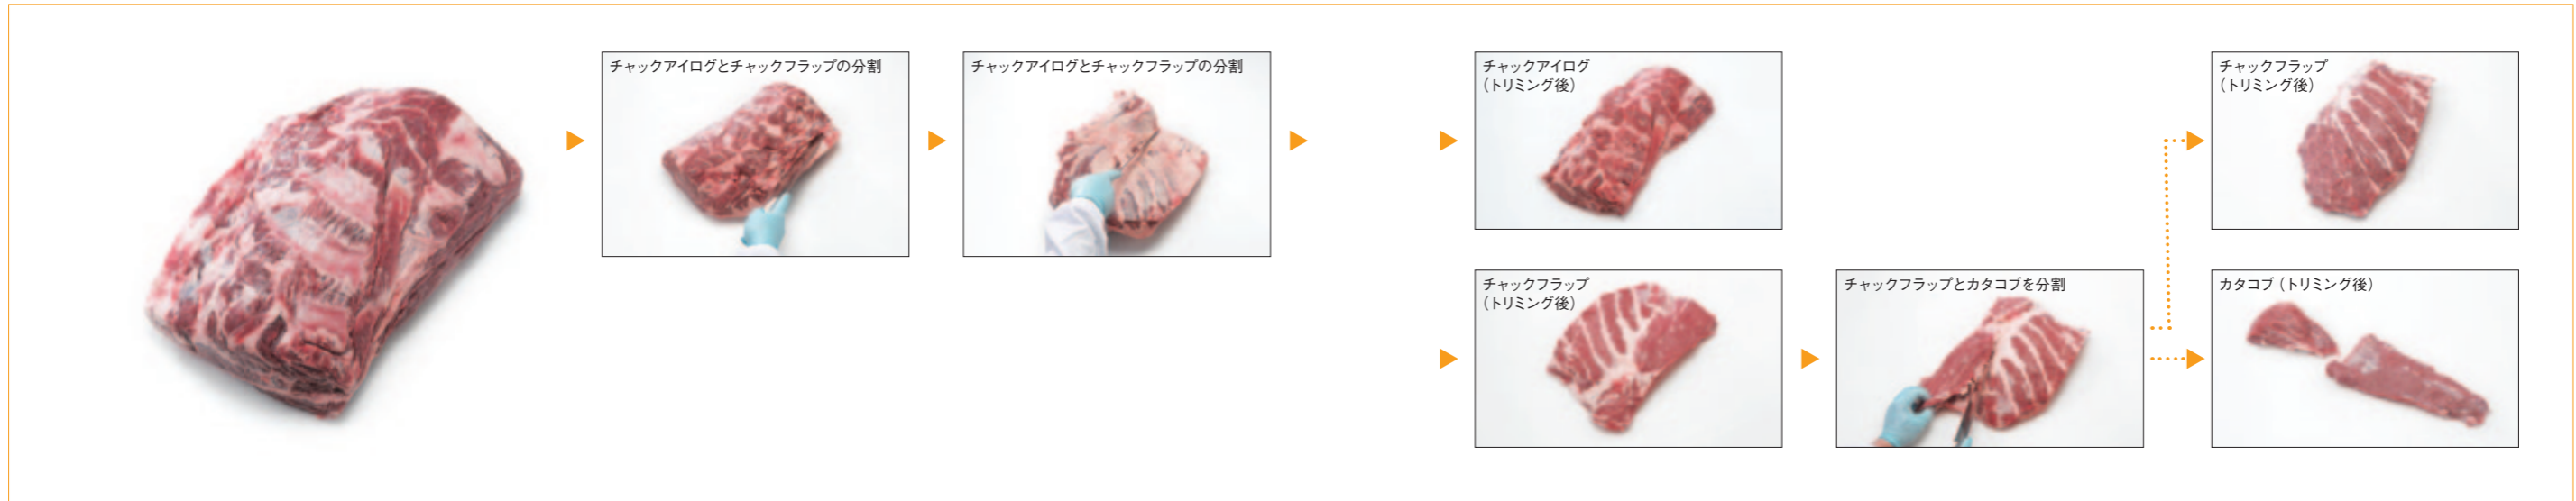 チャックアイログとチャックフラップの分割
チャックアイログとチャックフラップの分割
チャックアイログ
（トリミング後）
チャックフラップ
（トリミング後）
チャックフラップ
（トリミング後）
チャックフラップとカタコブを分割
カタコブ（トリミング後）